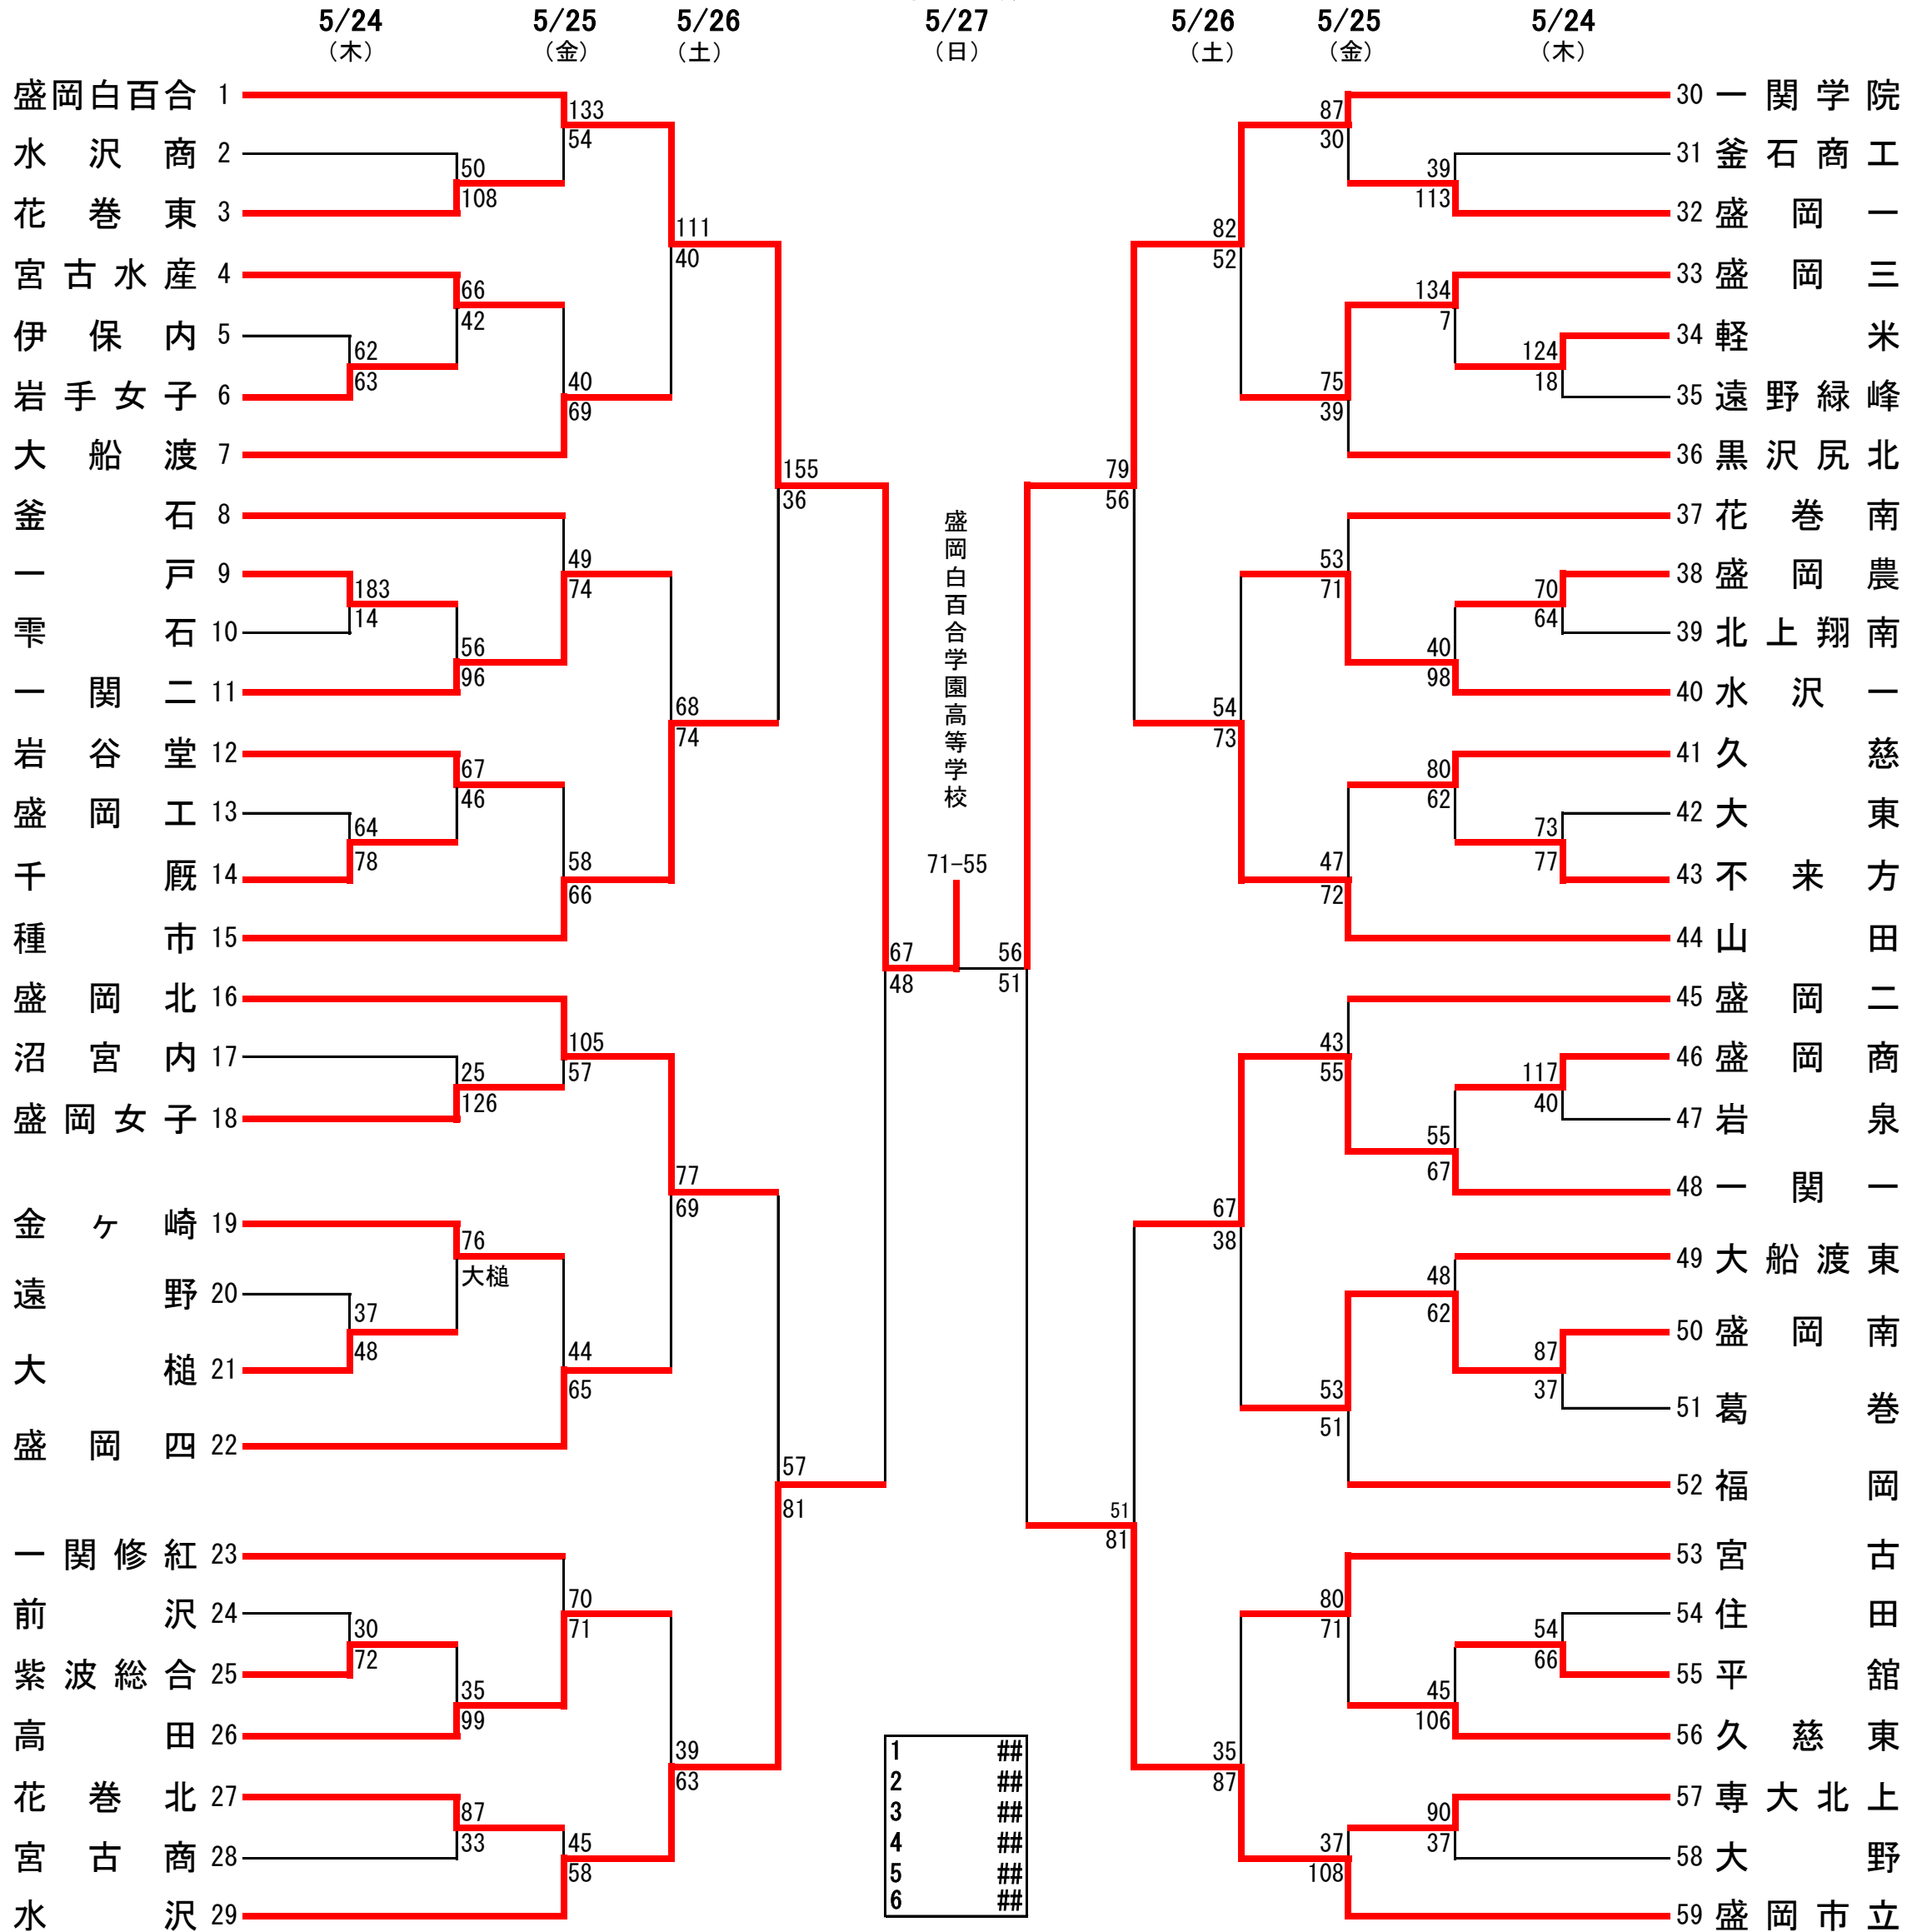 5/24 5/25 5/26 5/27 5/26 5/25 5/24
（木） （金） （土） （日） （土） （金） （木）
盛岡白百合 1
水沢商 2
花巻東 3
宮古水産 4
伊保内 5
岩手女子 6
大船渡 7
釜石 8
一戸 9
雫石 10
一関二 11
岩谷堂 12
盛岡工 13
千厩 14
種市 15
盛岡北 16
沼宮内 17
盛岡女子 18
金ヶ崎 19
遠野 20
大槌 21
盛岡四 22
一関修紅 23
前沢 24
紫波総合 25
高田 26
花巻北 27
宮古商 28
水沢 29
62
63
183
14
64
78
37
48
30
72
50
108
66
42
56
96
67
46
25
126
76
大槌
35
99
87
33
133
54
40
69
49
74
58
66
105
57
44
65
70
71
45
58
111
40
68
74
77
69
39
63
155
36
57
81
67
48
盛岡白百合学園高等学校
71-55
56
51
79
56
51
81
82
52
54
73
67
38
35
87
87
30
75
39
53
71
47
72
43
55
53
51
80
71
37
108
39
113
134
7
40
98
80
62
55
67
48
62
45
106
90
37
124
18
70
64
73
77
117
40
87
37
54
66
30 一関学院
31 釜石商工
32 盛岡一
33 盛岡三
34 軽米
35 遠野緑峰
36 黒沢尻北
37 花巻南
38 盛岡農
39 北上翔南
40 水沢一
41 久慈
42 大東
43 不来方
44 山田
45 盛岡二
46 盛岡商
47 岩泉
48 一関一
49 大船渡東
50 盛岡南
51 葛巻
52 福岡
53 宮古
54 住田
55 平舘
56 久慈東
57 専大北上
58 大野
59 盛岡市立
1 ##
2 ##
3 ##
4 ##
5 ##
6 ##